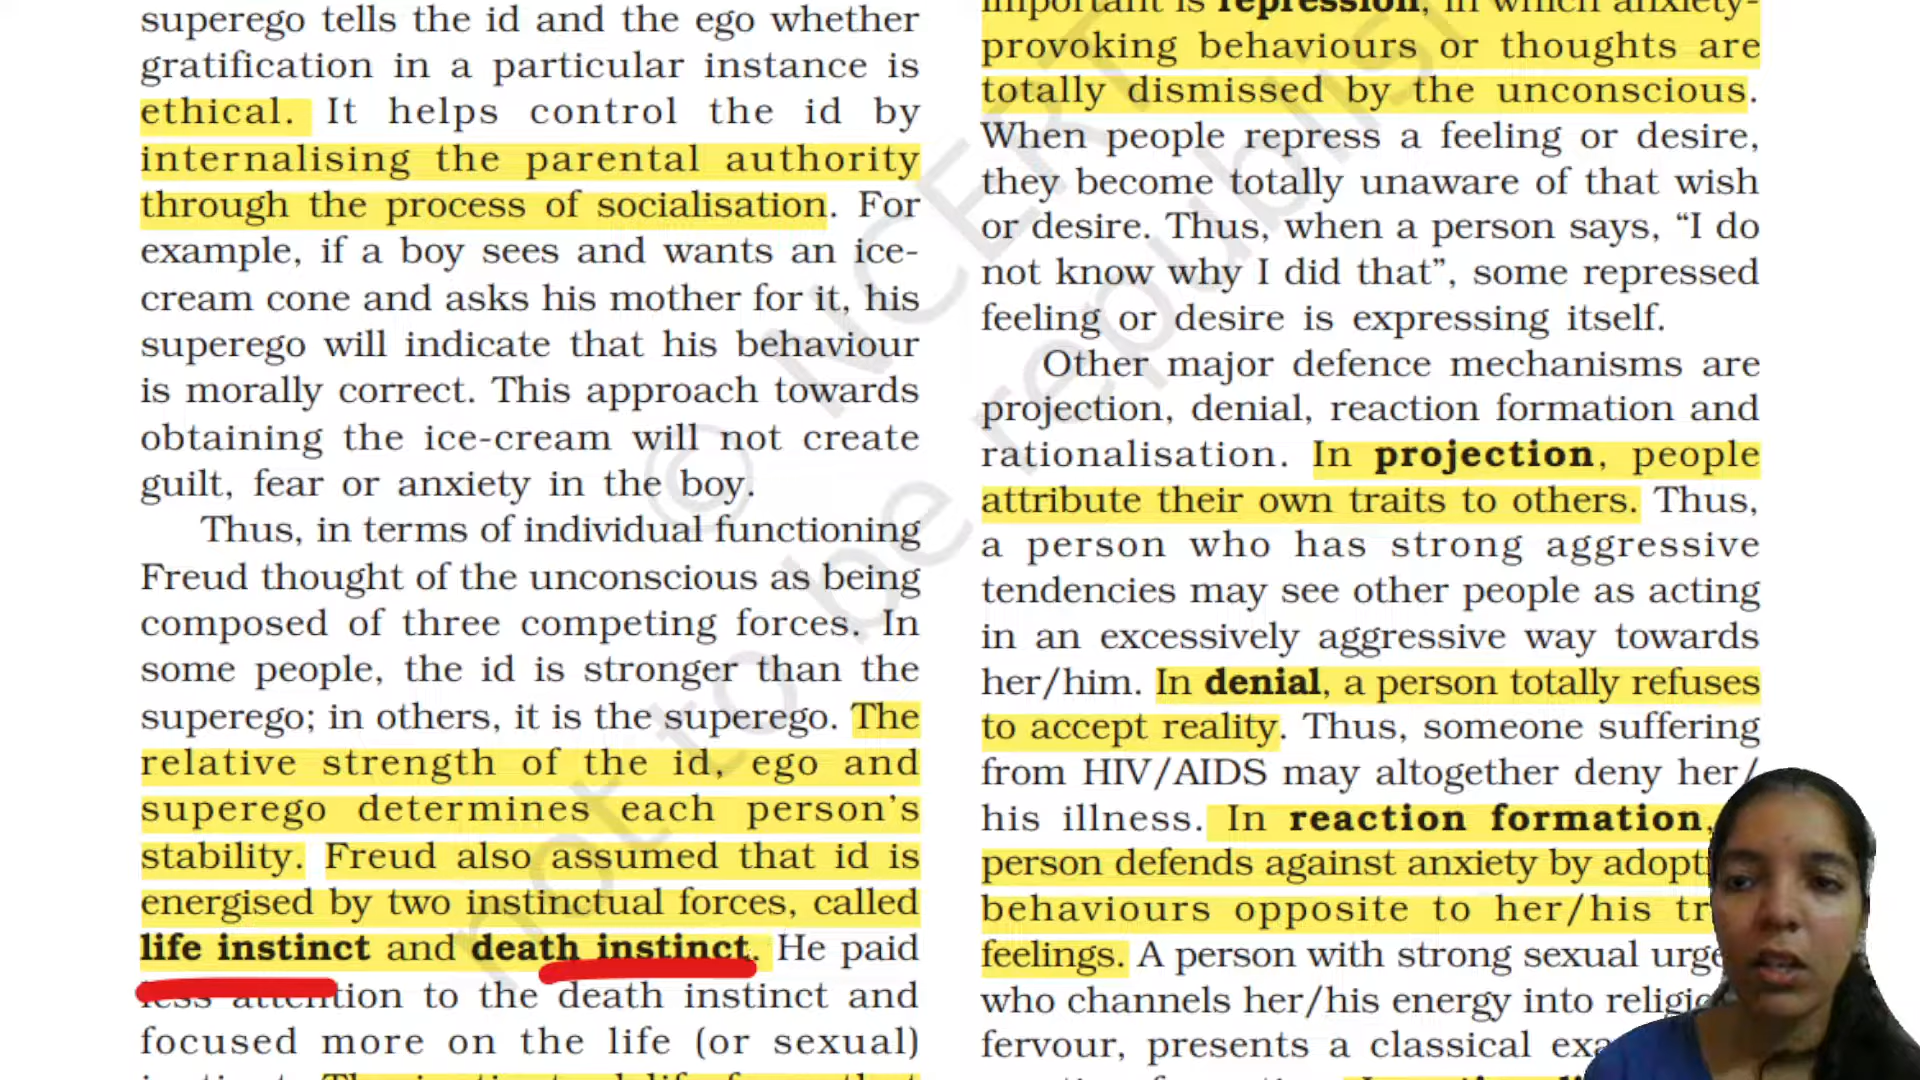 superego tells the id and the ego whether
gratification in a particular instance is
ethical. It helps control the id by
internalising the parental authority
through the process of socialisation. For
example, if a boy sees and wants an ice-
cream cone and asks his mother for it, his
superego will indicate that his behaviour
is morally correct. This approach towards
obtaining the ice-cream will not create
guilt, fear or anxiety in the boy.
Thus, in terms of individual functioning
Freud thought of the unconscious as being
composed of three competing forces. In
some people, the id is stronger than the
superego; in others, it is the superego. The
relative strength of the id, ego and
superego determines each person's
stability. Freud also assumed that id is
energised by two instinctual forces, called
life instinct and death instinct. He paid
less attention to the death instinct and
focused more on the life (or sexual)
important is repression, in which anxiety-
provoking behaviours or thoughts are
totally dismissed by the unconscious.
When people repress a feeling or desire,
they become totally unaware of that wish
or desire. Thus, when a person says, “I do
not know why I did that”, some repressed
feeling or desire is expressing itself.
Other major defence mechanisms are
projection, denial, reaction formation and
rationalisation. In projection, people
attribute their own traits to others. Thus,
a person who has strong aggressive
tendencies may see other people as acting
in an excessively aggressive way towards
her/him. In denial, a person totally refuses
to accept reality. Thus, someone suffering
from HIV/AIDS may altogether deny her/
his illness. In reaction formation,
person defends against anxiety by
behaviours opposite to her/his
feelings. A person with strong sexual
who channels her/his energy into
fervour, presents a classical
© NCERT
not to be republis